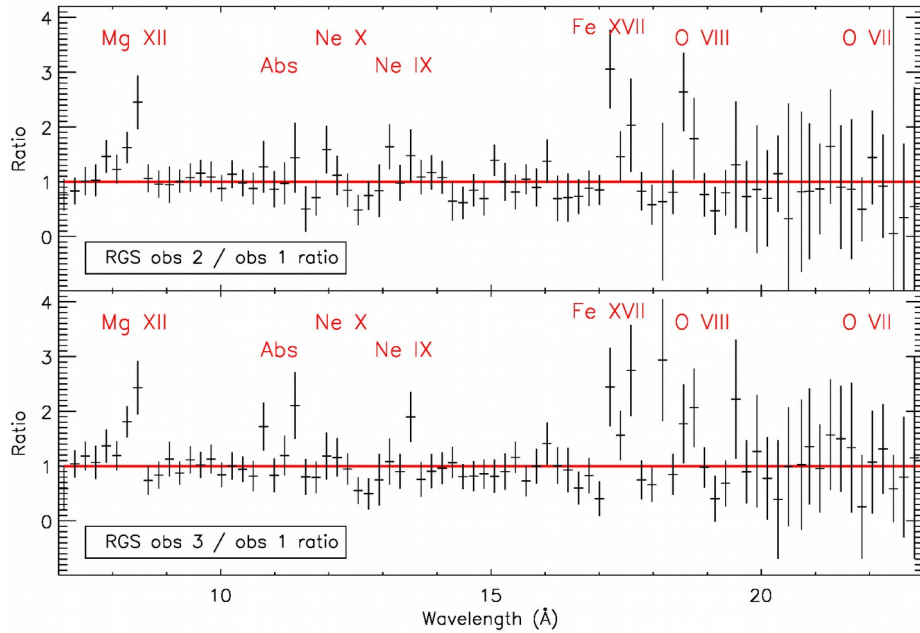 4
Mg XII
Ne X
Fe XVII
O VIII
O VII
Abs
Ne IX
3
2
1
0
Ratio
RGS obs 2 / obs 1 ratio
4
Mg XII
Ne X
Fe XVII
O VIII
O VII
Abs
Ne IX
3
2
1
0
Ratio
RGS obs 3 / obs 1 ratio
10
15
20
Wavelength (Å)